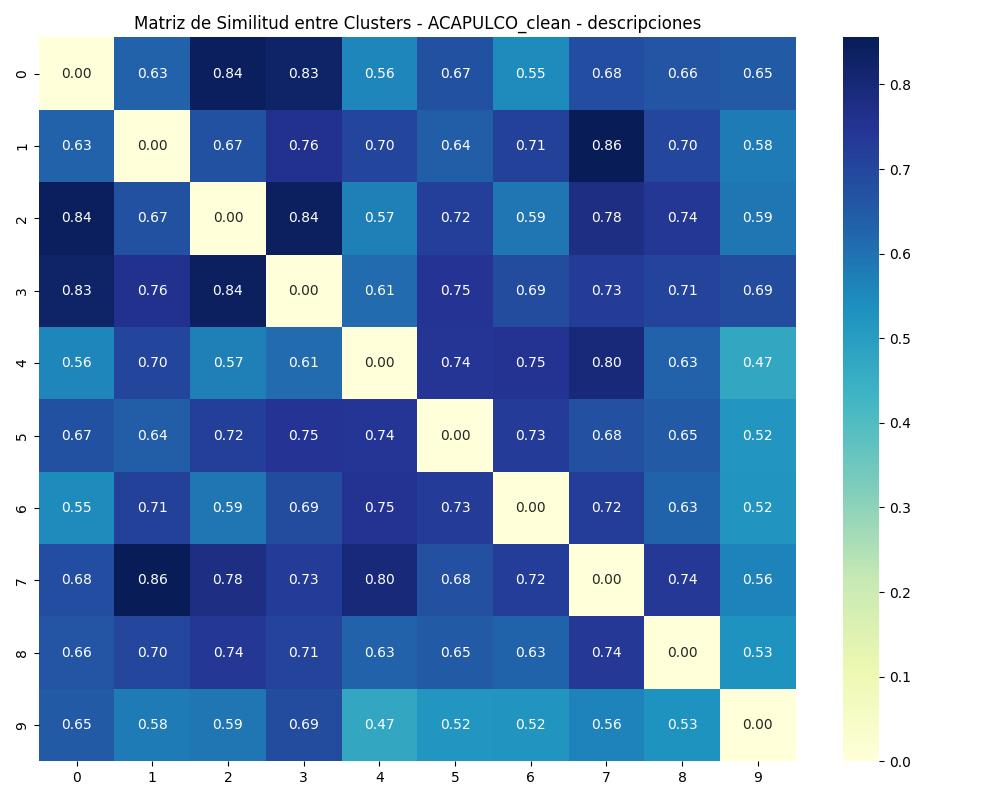 Matriz de Similitud entre Clusters - ACAPULCO_clean - descripciones
0 0.00 0.63 0.84 0.83 0.56 0.67 0.55 0.68 0.66 0.65
1 0.63 0.00 0.67 0.76 0.70 0.64 0.71 0.86 0.70 0.58
2 0.84 0.67 0.00 0.84 0.57 0.72 0.59 0.78 0.74 0.59
3 0.83 0.76 0.84 0.00 0.61 0.75 0.69 0.73 0.71 0.69
4 0.56 0.70 0.57 0.61 0.00 0.74 0.75 0.80 0.63 0.47
5 0.67 0.64 0.72 0.75 0.74 0.00 0.73 0.68 0.65 0.52
6 0.55 0.71 0.59 0.69 0.75 0.73 0.00 0.72 0.63 0.52
7 0.68 0.86 0.78 0.73 0.80 0.68 0.72 0.00 0.74 0.56
8 0.66 0.70 0.74 0.71 0.63 0.65 0.63 0.74 0.00 0.53
9 0.65 0.58 0.59 0.69 0.47 0.52 0.52 0.56 0.53 0.00
0 1 2 3 4 5 6 7 8 9
0.8
0.7
0.6
0.5
0.4
0.3
0.2
0.1
0.0